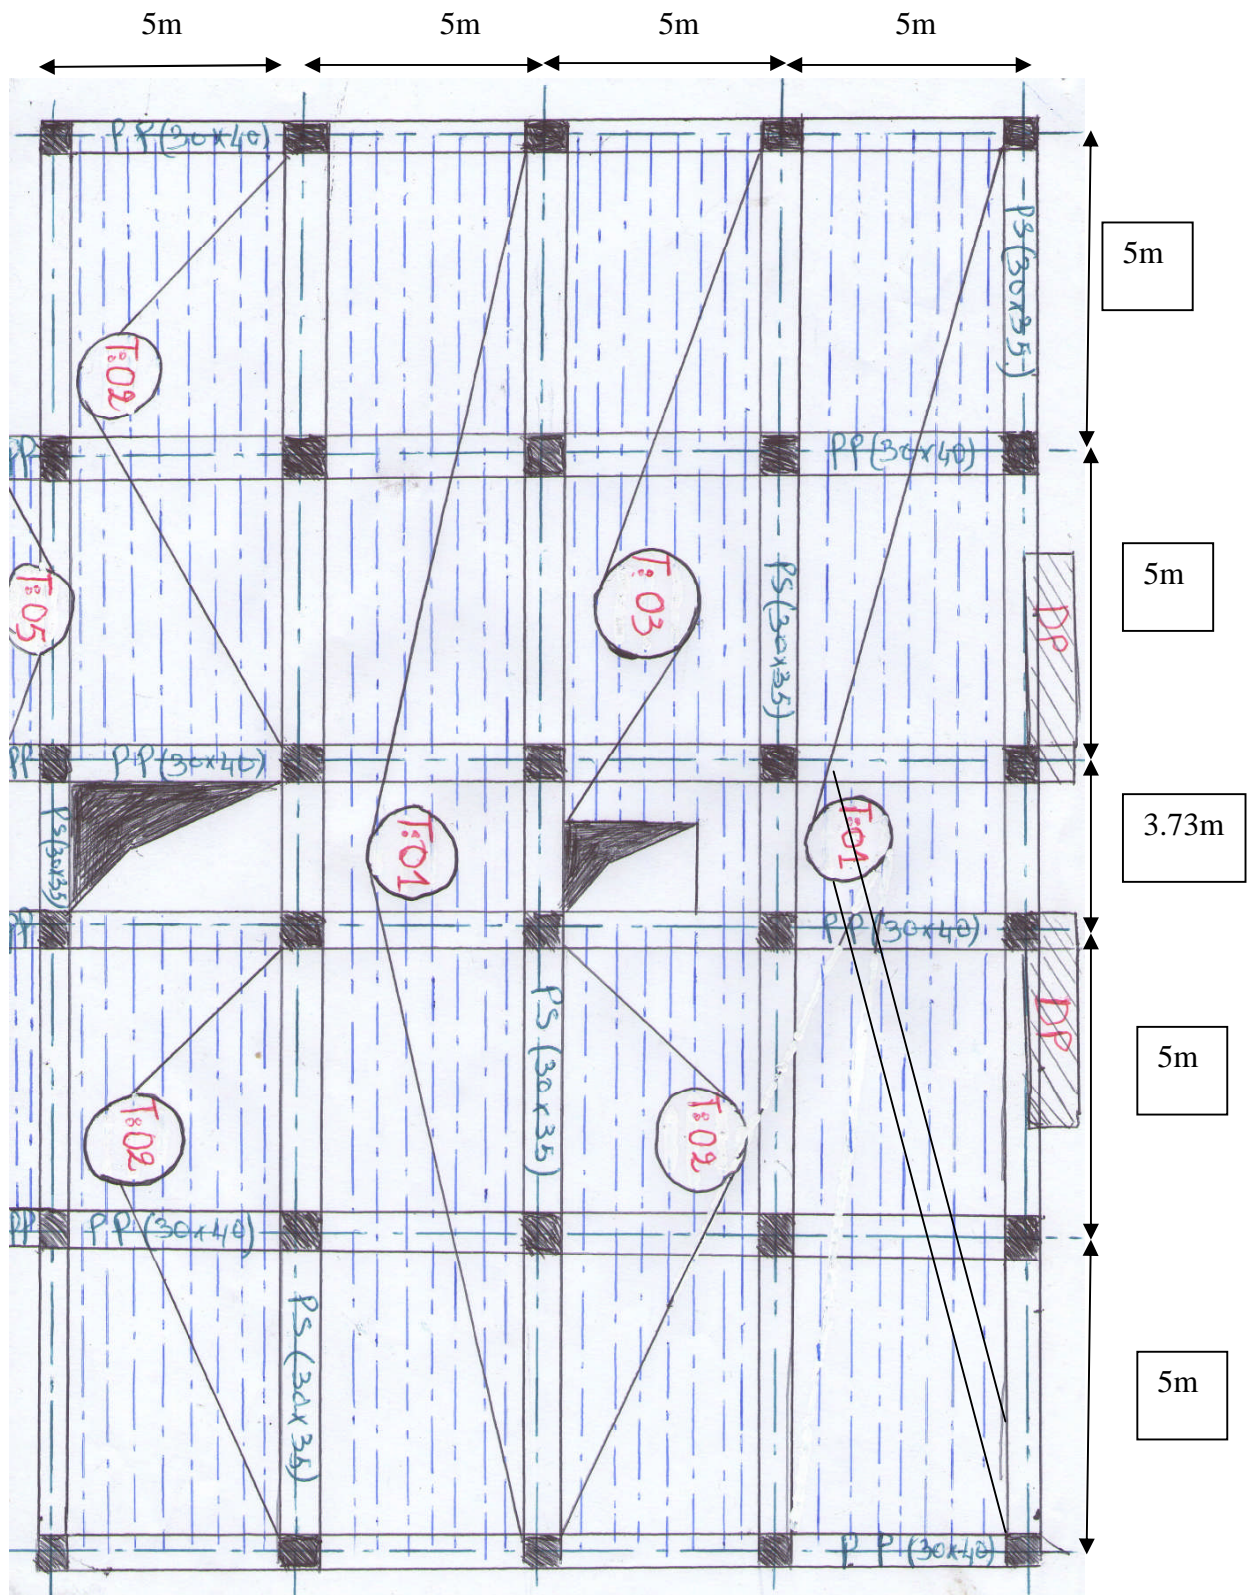 5m
5m
5m
5m
PP(30x40)
PS(30x35)
5m
T:02
PP
PP(30x40)
5m
T:05
T:03
PS(30x35)
DP
PP
PP(30x40)
PS(30x35)
T:01
T:01
3.73m
PP
PP(30x40)
PS(30x35)
DP
5m
T:02
T:02
PP
PP(30x40)
PS(30x35)
5m
PP(30x40)